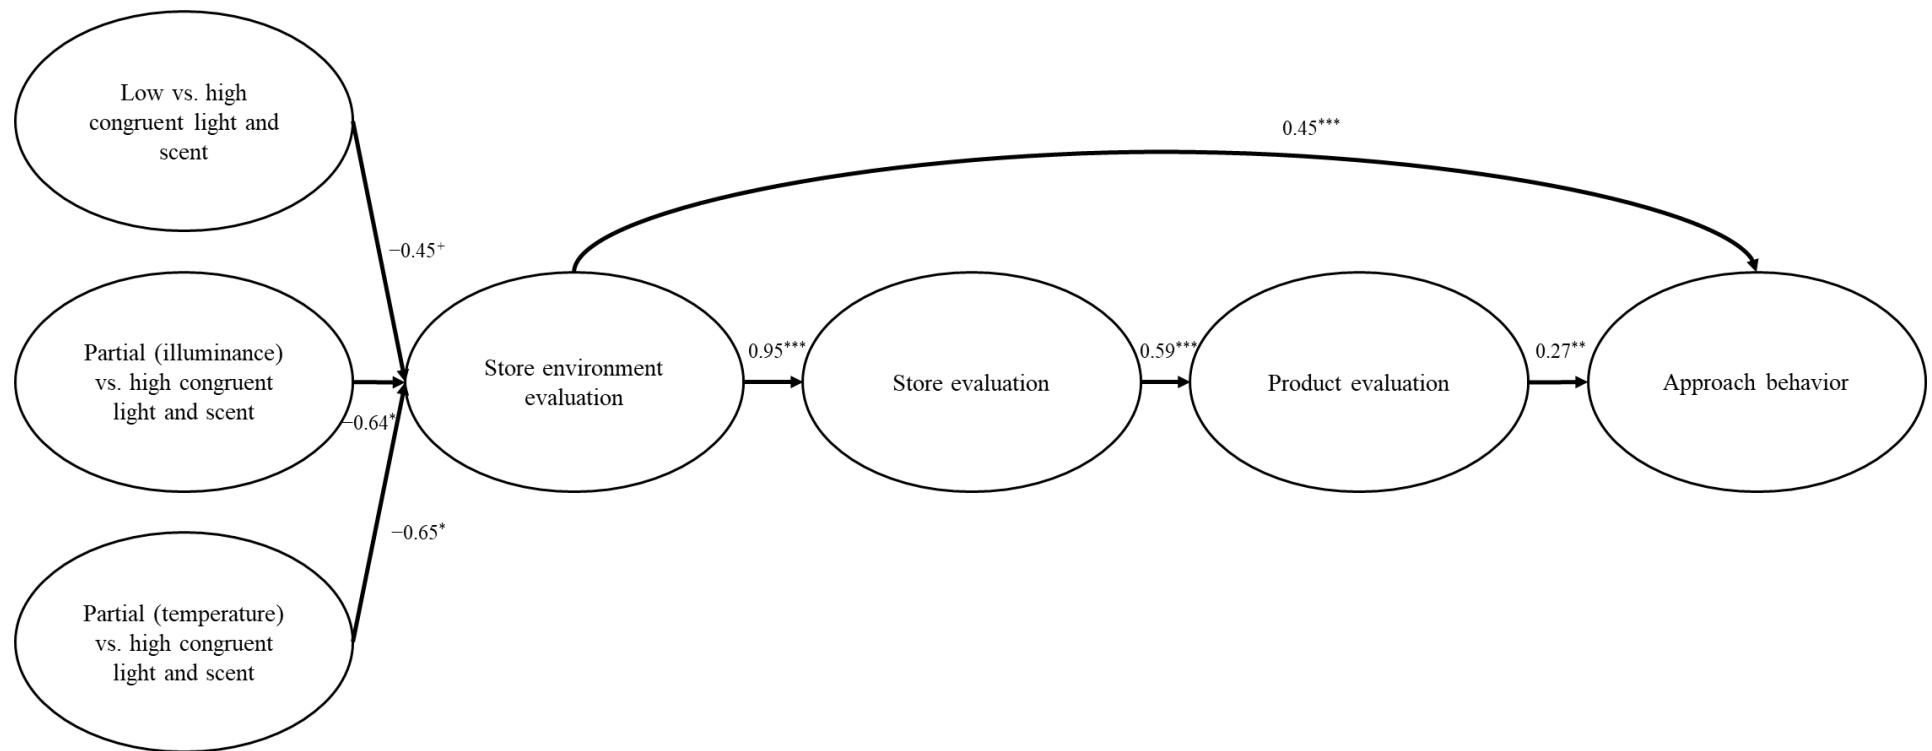 Low vs. high
congruent light and
scent
0.45***
−0.45+
Partial (illuminance)
vs. high congruent
light and scent
−0.64*
Store environment
evaluation
0.95***
Store evaluation
0.59***
Product evaluation
0.27**
Approach behavior
−0.65*
Partial (temperature)
vs. high congruent
light and scent